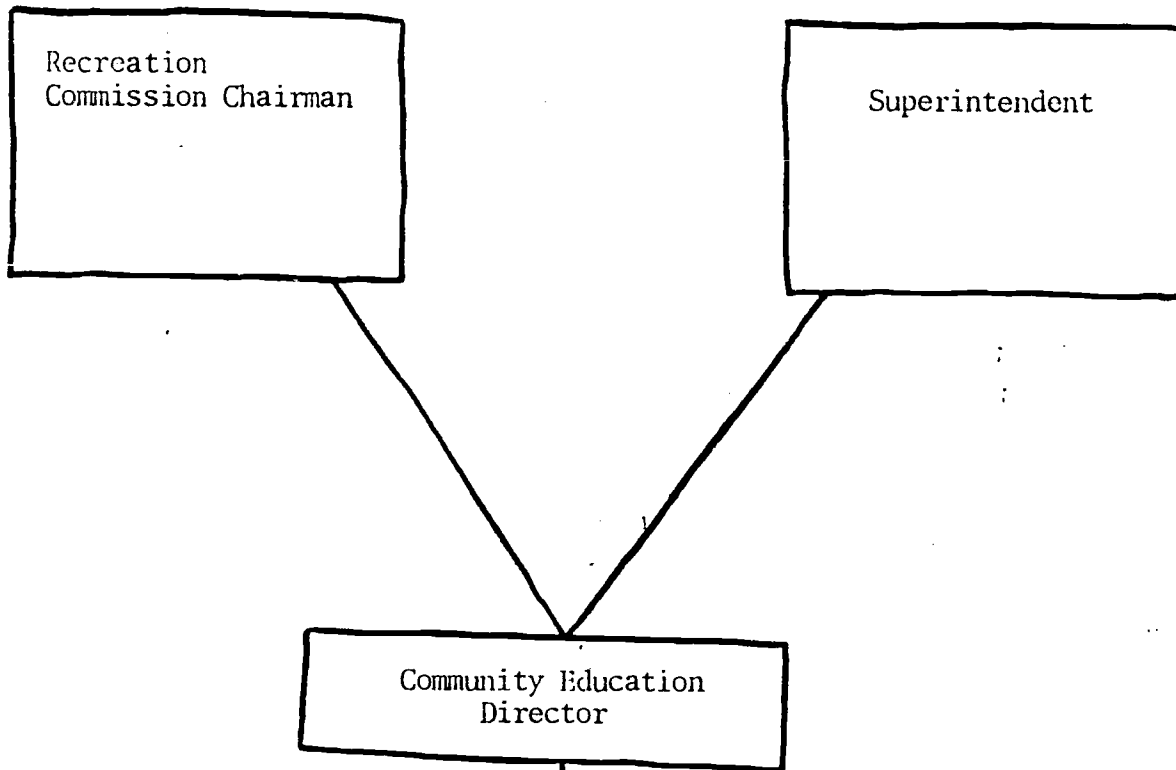 Recreation
Commission Chairman
Superintendent
Community Education
Director